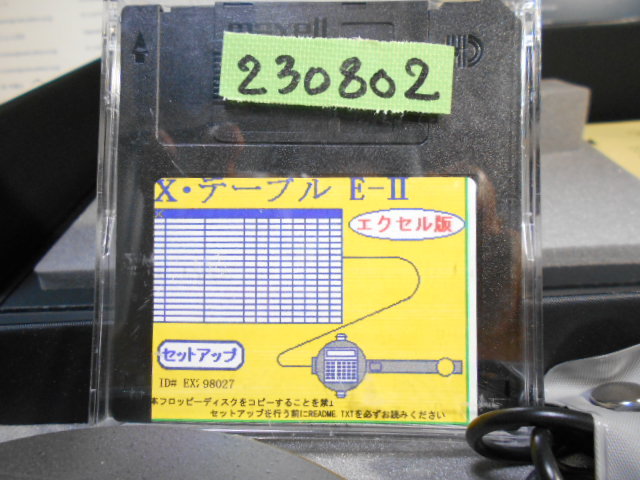 maxell
HD
230802
X・テーブル E-II
エクセル版
セットアップ
ID# EX298027
本フロッピーディスクをコピーすることを禁
セットアップを行う前にREADME.TXTを必ずお読みください